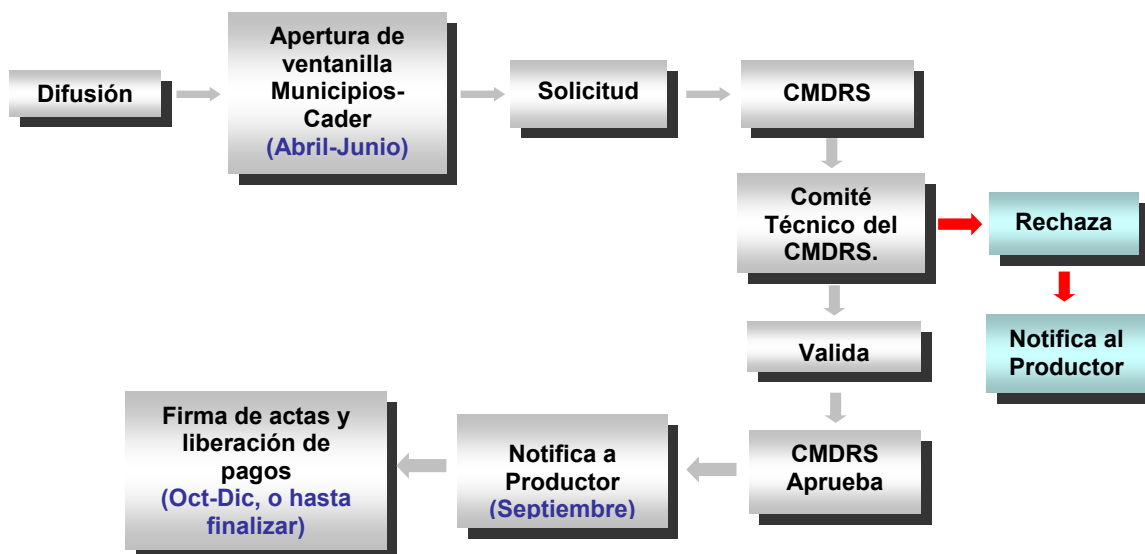 Difusión
Apertura de
ventanilla
Municipios-
Cader
(Abril-Junio)
Solicitud
CMDRS
Comité
Técnico del
CMDRS.
Rechaza
Notifica al
Productor
Valida
CMDRS
Aprueba
Notifica a
Productor
(Septiembre)
Firma de actas y
liberación de
pagos
(Oct-Dic, o hasta
finalizar)